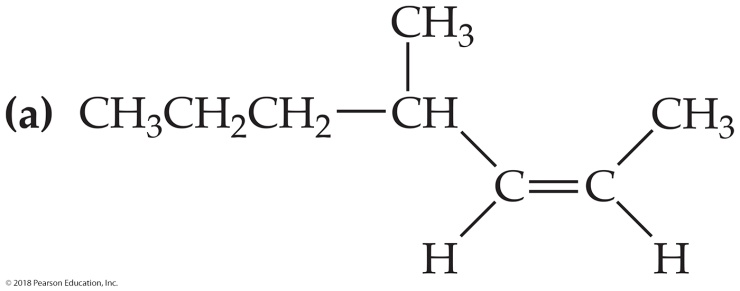 CH₃
(a) CH₃CH₂CH₂—CH CH₃
C=C
H H
© 2018 Pearson Education, Inc.